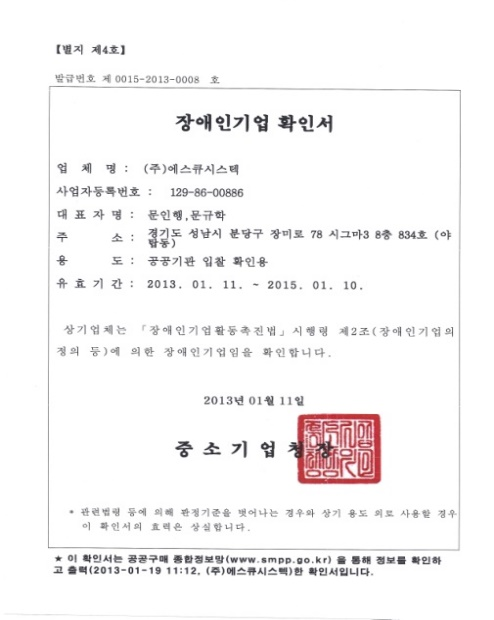 【별지 제4호】
발급번호 제 0015-2013-0008 호
장애인기업 확인서
업 체 명 : (주)에스큐시스텍
사업자등록번호 : 129-86-00886
대 표 자 명 : 문인행,문규학
주 소 : 경기도 성남시 분당구 장미로 78 시그마3 8층 834호 (야
탑동)
용 도 : 공공기관 입찰 확인용
유 효 기 간 : 2013. 01. 11. ~ 2015. 01. 10.
상기업체는 「장애인기업활동촉진법」시행령 제2조(장애인기업의
정의 등)에 의한 장애인기업임을 확인합니다.
2013년 01월 11일
중 소 기 업 청 장
* 관련법령 등에 의해 판정기준을 벗어나는 경우와 상기 용도 외로 사용할 경우
이 확인서의 효력은 상실합니다.
★ 이 확인서는 공공구매 종합정보망(www.smpp.go.kr) 을 통해 정보를 확인하
고 출력(2013-01-19 11:12, (주)에스큐시스텍)한 확인서입니다.